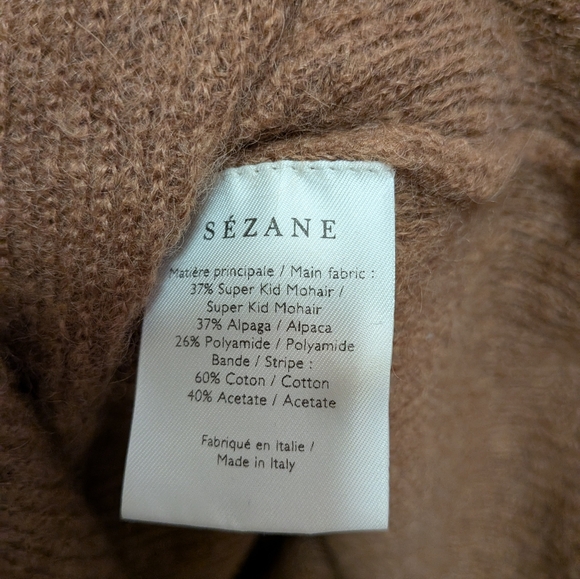 SÉZANE
Matière principale / Main fabric :
37% Super Kid Mohair /
Super Kid Mohair
37% Alpaga / Alpaca
26% Polyamide / Polyamide
Bande / Stripe :
60% Coton / Cotton
40% Acetate / Acetate
Fabriqué en Italie /
Made in Italy